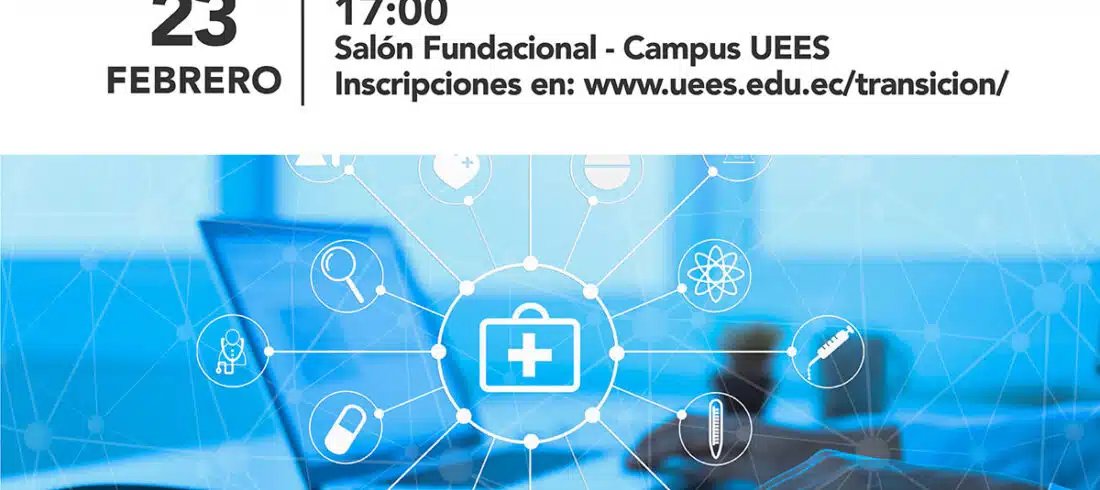 23
FEBRERO
17:00
Salón Fundacional - Campus UEES
Inscripciones en: www.uees.edu.ec/transicion/